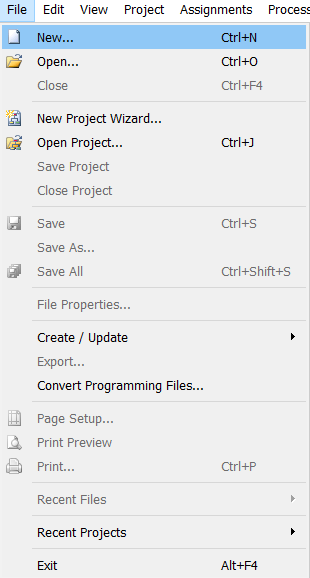 File Edit View Project Assignments Process
New... Ctrl+N
Open... Ctrl+O
Close Ctrl+F4
New Project Wizard...
Open Project... Ctrl+J
Save Project
Close Project
Save Ctrl+S
Save As...
Save All Ctrl+Shift+S
File Properties...
Create / Update
Export...
Convert Programming Files...
Page Setup...
Print Preview
Print... Ctrl+P
Recent Files
Recent Projects
Exit Alt+F4